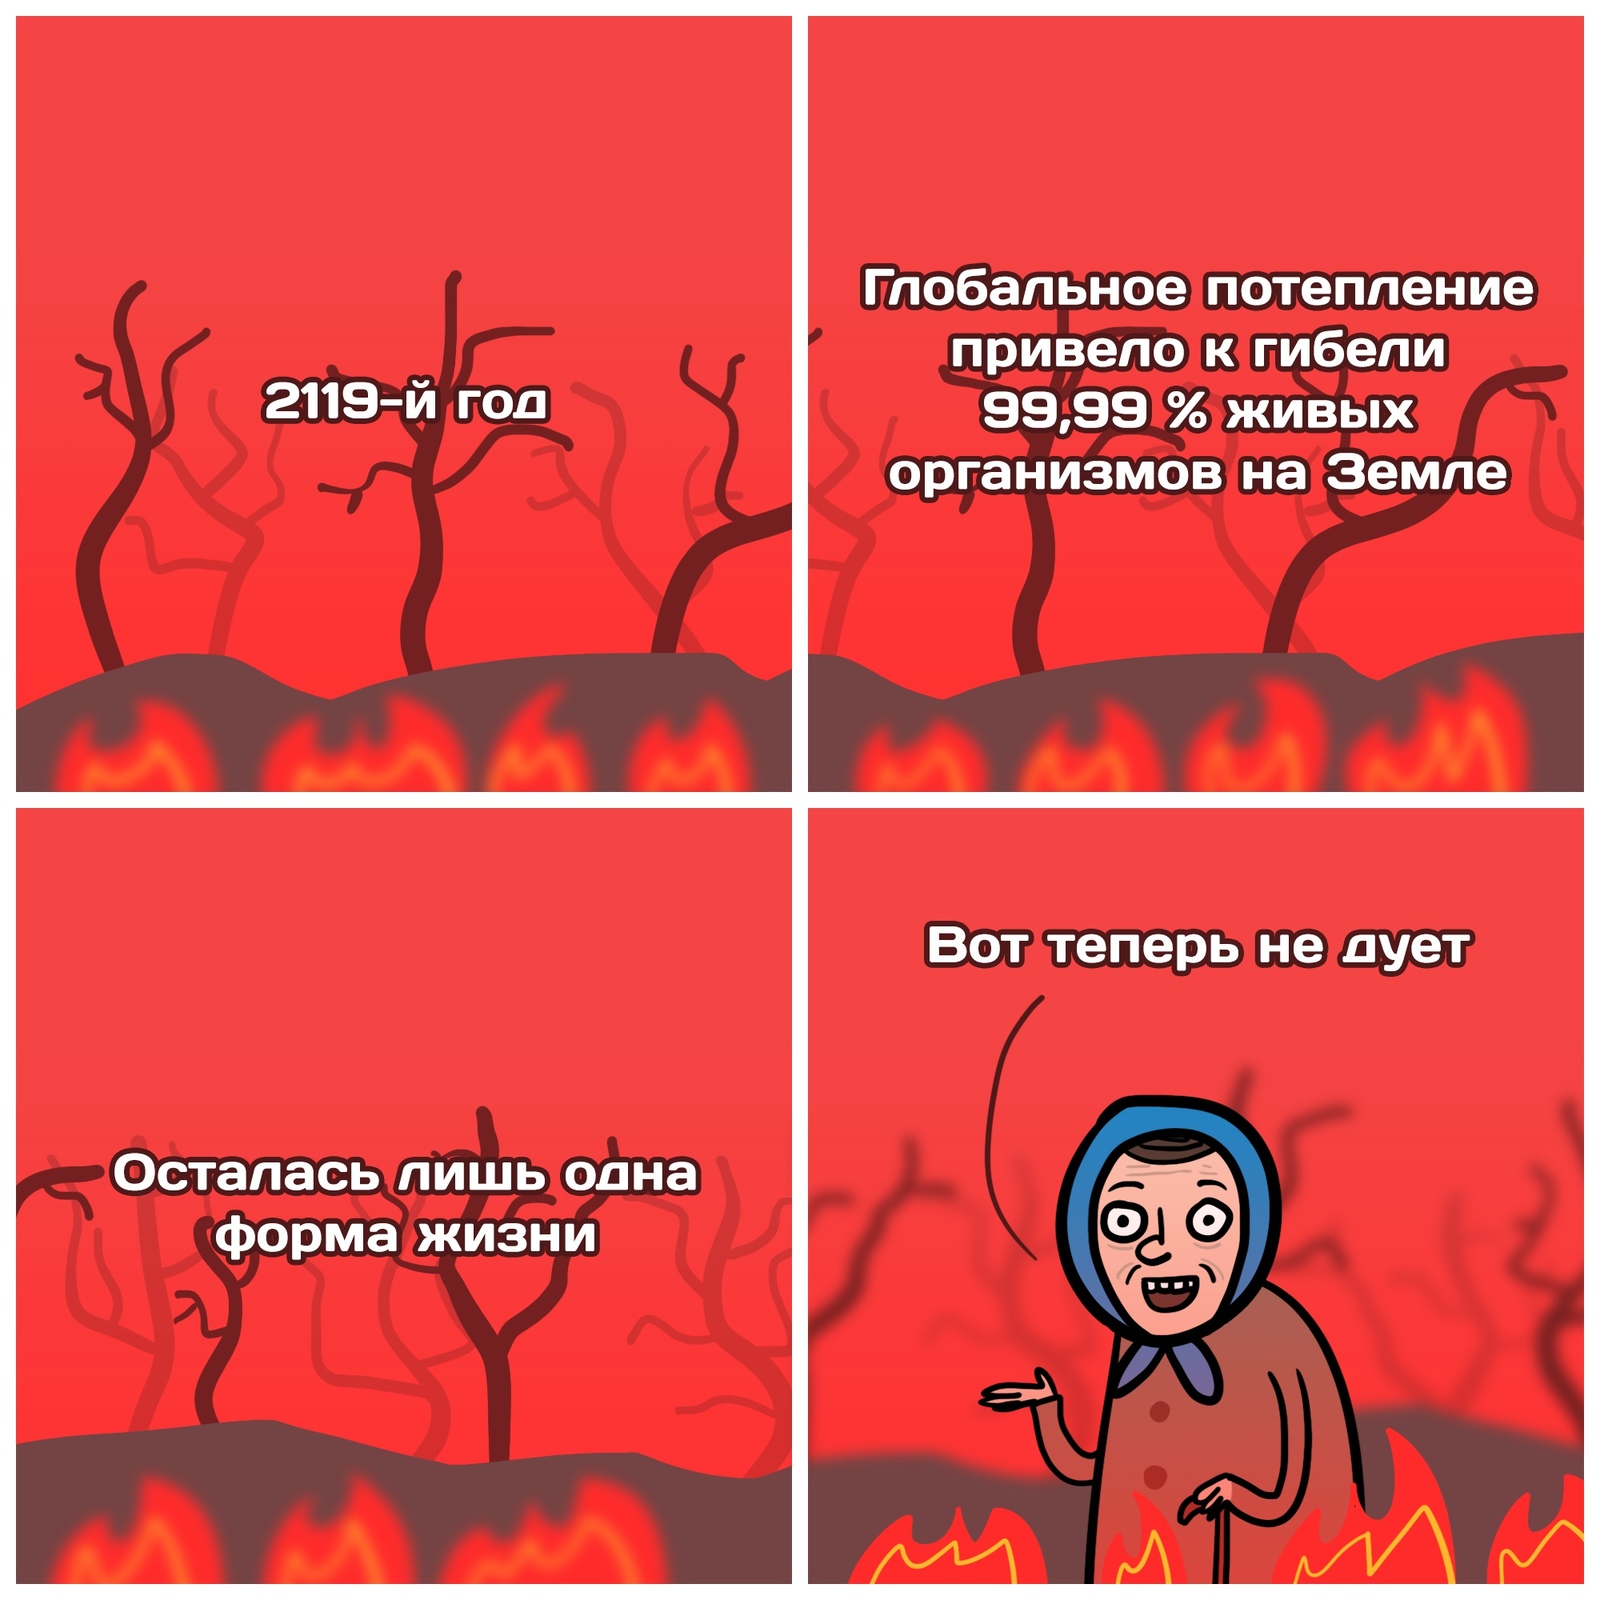 2119-й год
Глобальное потепление
привело к гибели
99,99 % живых
организмов на Земле
Осталась лишь одна
форма жизни
Вот теперь не дует